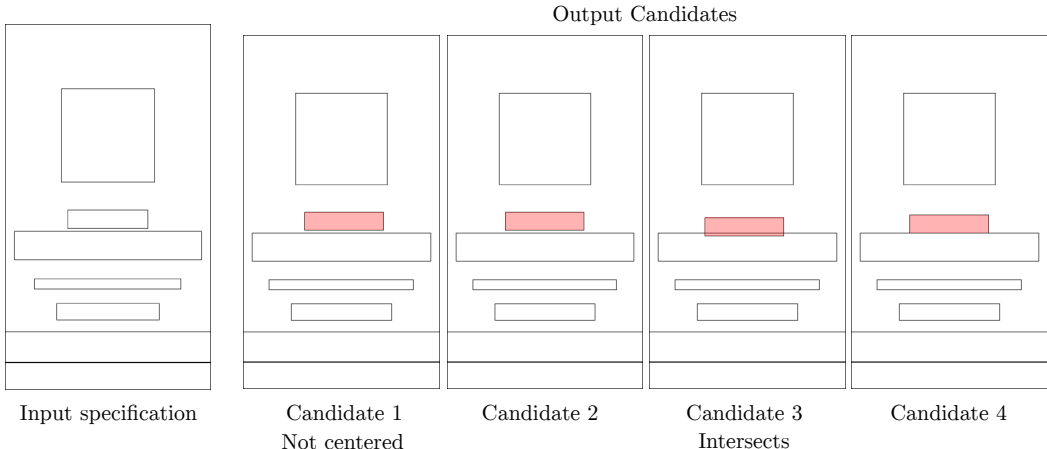 Output Candidates
Input specification
Candidate 1
Not centered
Candidate 2
Candidate 3
Intersects
Candidate 4